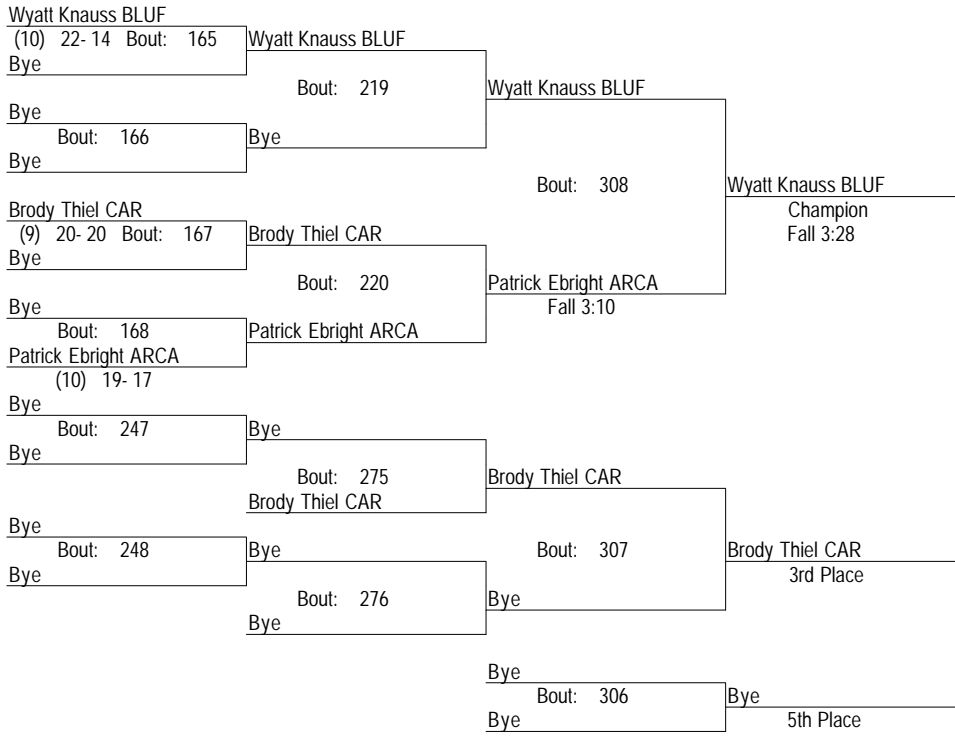 Wyatt Knauss BLUF
(10) 22-14 Bout: 165
Wyatt Knauss BLUF
Bye
Bout: 219
Wyatt Knauss BLUF
Bye
Bout: 166
Bye
Bye
Bout: 308
Wyatt Knauss BLUF
Champion
Fall 3:28
Brody Thiel CAR
(9) 20-20 Bout: 167
Brody Thiel CAR
Bye
Bout: 220
Patrick Ebright ARCA
Fall 3:10
Bye
Bout: 168
Patrick Ebright ARCA
Patrick Ebright ARCA
(10) 19-17
Bye
Bout: 247
Bye
Bye
Bout: 275
Brody Thiel CAR
Brody Thiel CAR
Bye
Bout: 248
Bye
Bout: 307
Brody Thiel CAR
3rd Place
Bye
Bout: 276
Bye
Bye
Bye
Bout: 306
Bye
5th Place
Bye